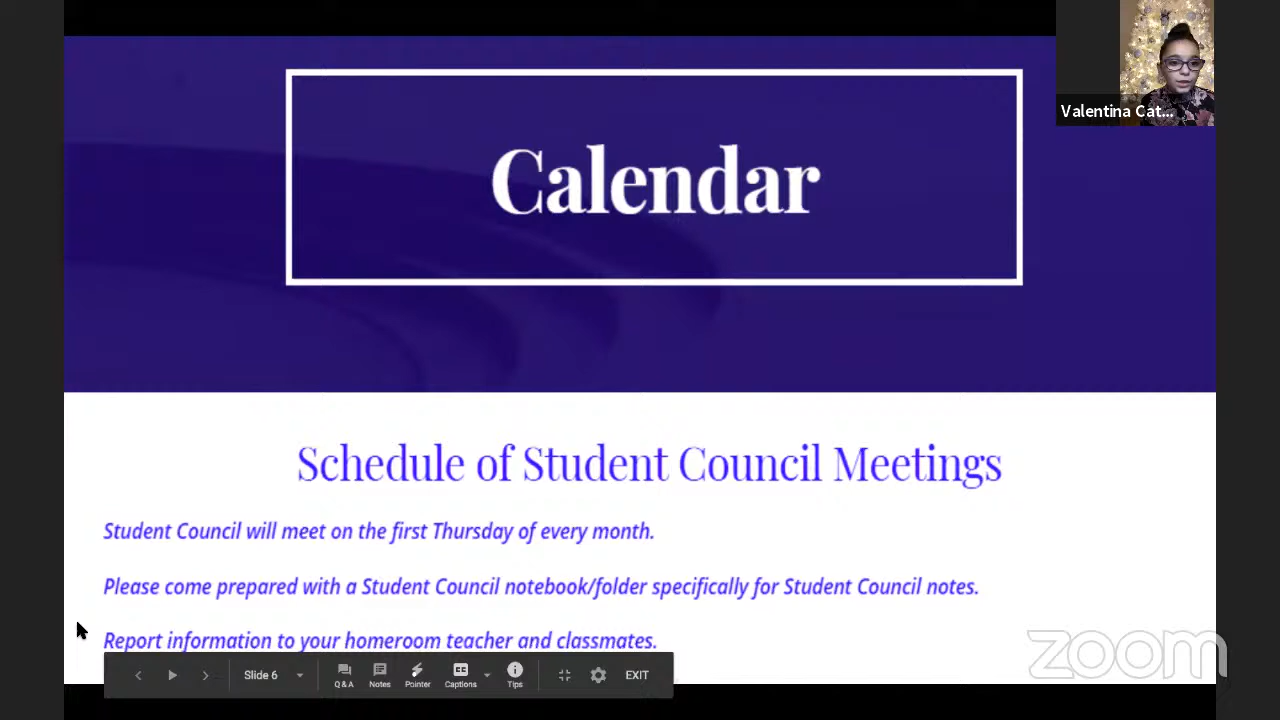 Calendar
Valentina Cat...
Schedule of Student Council Meetings
Student Council will meet on the first Thursday of every month.
Please come prepared with a Student Council notebook/folder specifically for Student Council notes.
Report information to your homeroom teacher and classmates.
zoom
Slide 6
Q&A
Notes
Pointer
CC
Captions
Tips
EXIT